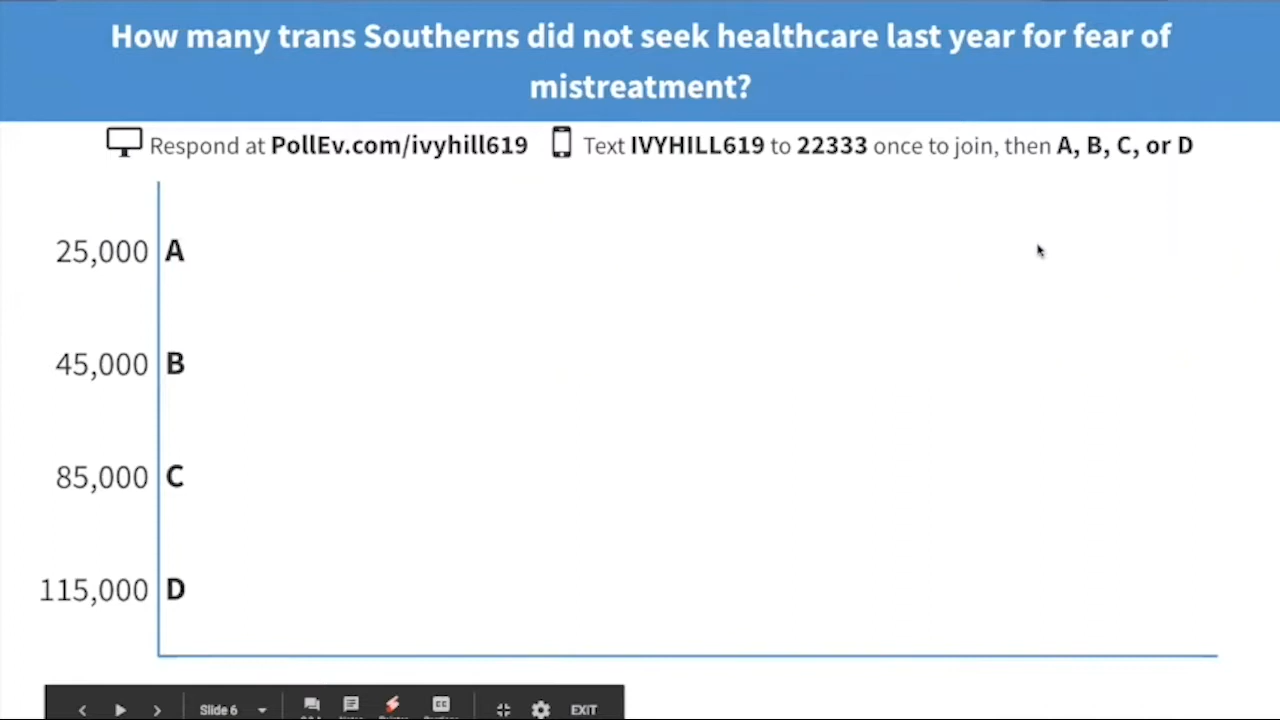 How many trans Southerns did not seek healthcare last year for fear of
mistreatment?
Respond at PollEv.com/ivyhill619 Text IVYHILL619 to 22333 once to join, then A, B, C, or D
25,000 A
45,000 B
85,000 C
115,000 D
Slide 6 CC EXIT